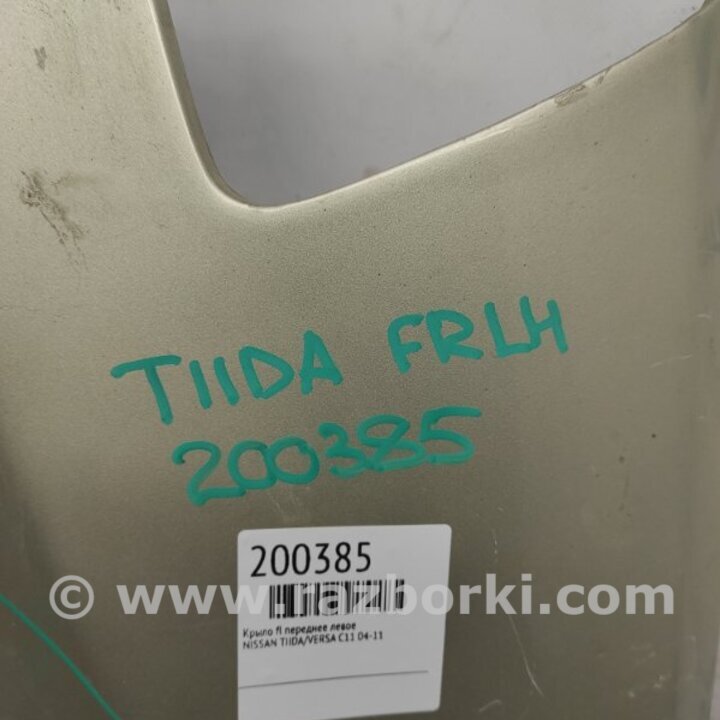 TIIDA FRLH
200385
200385
© www.razborki.com
Крыло fl переднее левое
NISSAN TIIDA/VERSA C11 04-11